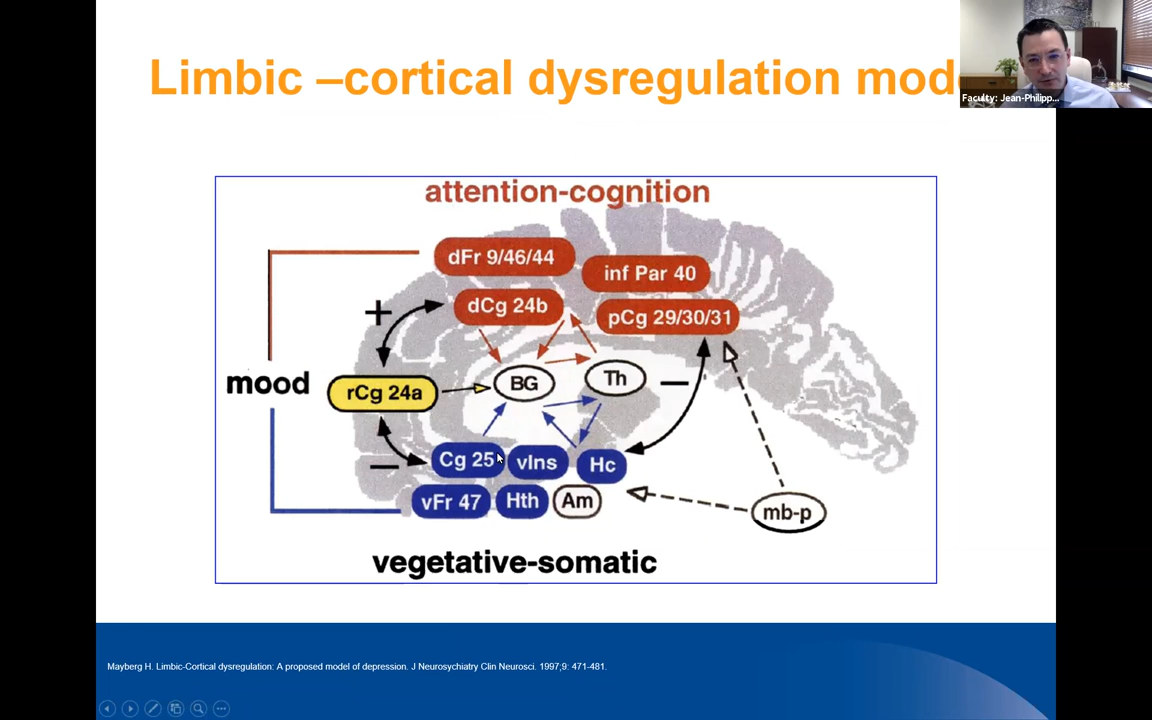 Limbic –cortical dysregulation mod
Faculty: Jean-Philipp...
attention-cognition
dFr 9/46/44
inf Par 40
dCg 24b
pCg 29/30/31
+
mood
rCg 24a
BG
Th
–
–
Cg 25
vIns
Hc
vFr 47
Hth
Am
mb-p
vegetative-somatic
Mayberg H. Limbic-Cortical dysregulation: A proposed model of depression. J Neurosychiatry Clin Neurosci. 1997;9: 471-481.